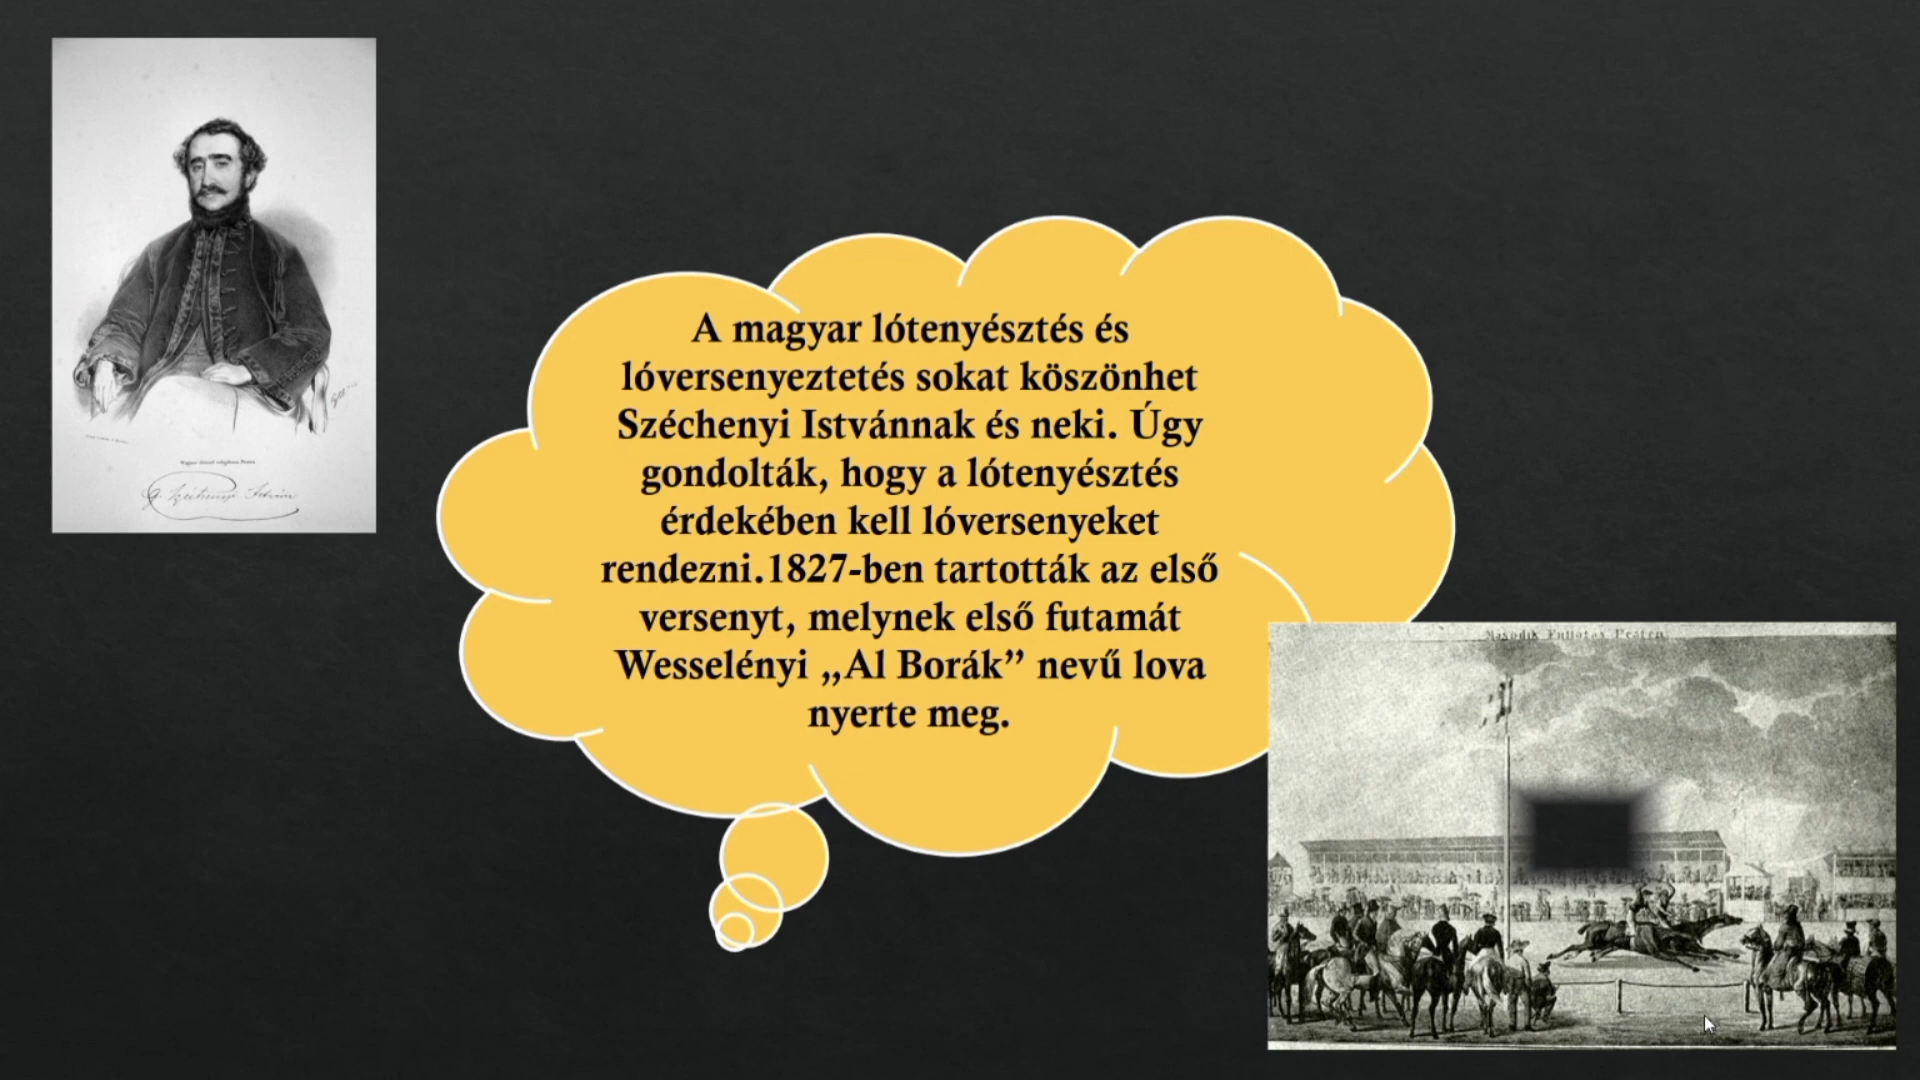 A magyar lótenyésztés és
lóversenyeztetés sokat köszönhet
Széchenyi Istvánnak és neki. Úgy
gondolták, hogy a lótenyésztés
érdekében kell lóversenyeket
rendezni.1827-ben tartották az első
versenyt, melynek első futamát
Wesselényi „Al Borák” nevű lova
nyerte meg.